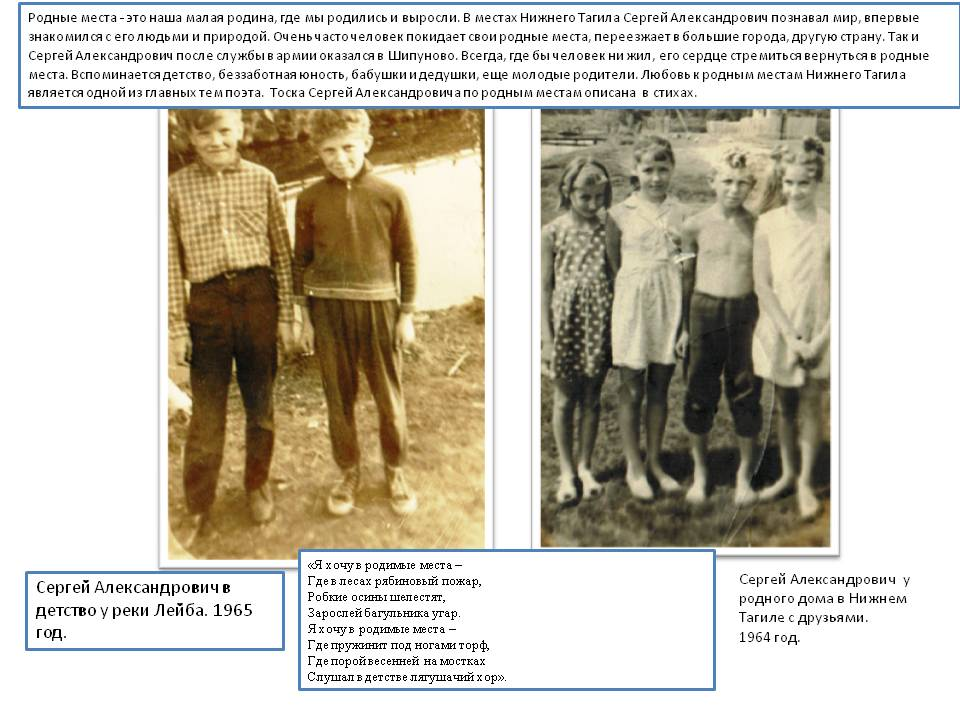 Родные места - это наша малая родина, где мы родились и выросли. В местах Нижнего Тагила Сергей Александрович познавал мир, впервые
знакомился с его людьми и природой. Очень часто человек покидает свои родные места, переезжает в большие города, другую страну. Так и
Сергей Александрович после службы в армии оказался в Шипуново. Всегда, где бы человек ни жил, его сердце стремиться вернуться в родные
места. Вспоминается детство, беззаботная юность, бабушки и дедушки, еще молодые родители. Любовь к родным местам Нижнего Тагила
является одной из главных тем поэта. Тоска Сергей Александровича по родным местам описана в стихах.
Сергей Александрович в
детство у реки Лейба. 1965
год.
«Я хочу в родимые места –
Где в лесах рябиновый пожар,
Робкие осины шелестят,
Зарослей багульника угар.
Я хочу в родимые места –
Где пружинит под ногами торф,
Где порой весенней на мостках
Слушал в детстве лягушачий хор».
Сергей Александрович у
родного дома в Нижнем
Тагиле с друзьями.
1964 год.